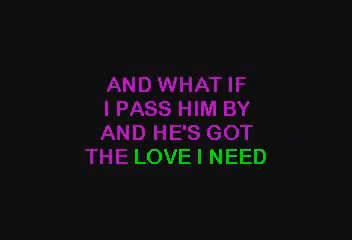 AND WHAT IF
I PASS HIM BY
AND HE'S GOT
THE LOVE I NEED